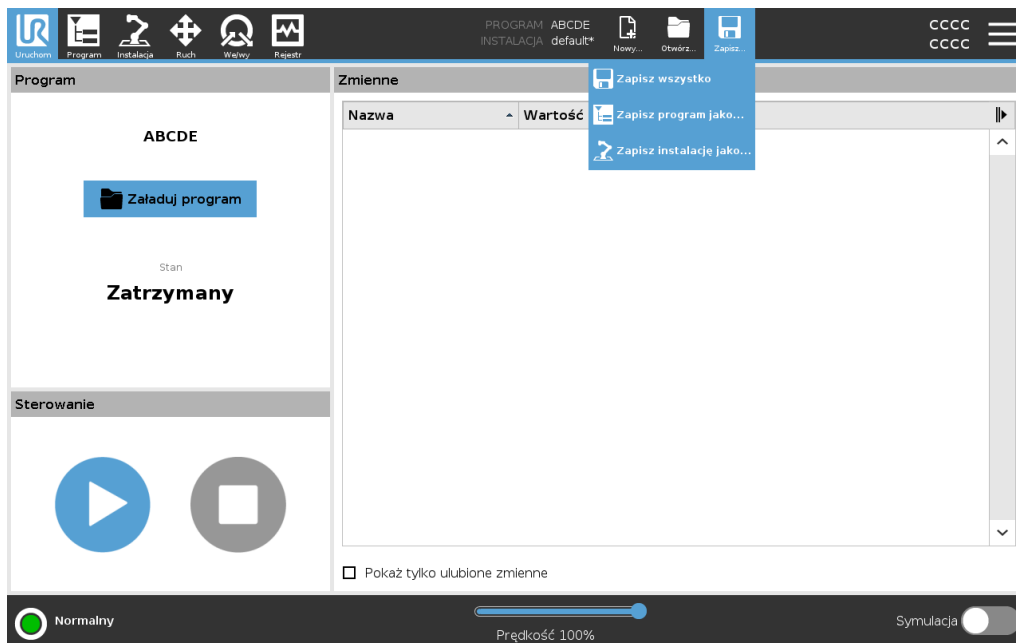 UR
Uruchom
Program
Instalacja
Ruch
We/wy
Rejestr
PROGRAM ABCDE
INSTALACJA default*
Nowy...
Otwórz...
Zapisz...
CCCC
CCCC
Zapisz wszystko
Zapisz program jako...
Zapisz instalację jako...
Program
ABCDE
Załaduj program
Stan
Zatrzymany
Sterowanie
Zmienne
Nazwa Wartość
Pokaż tylko ulubione zmienne
Normalny
Prędkość 100%
Symulacja